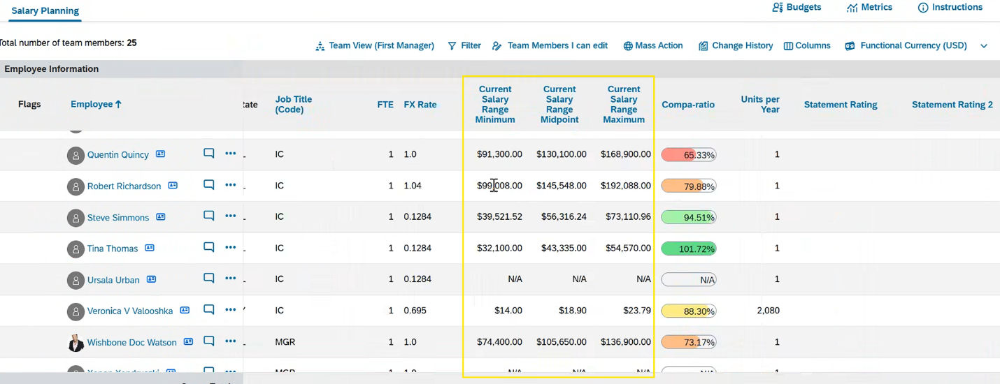 Salary Planning
Budgets Metrics Instructions
Total number of team members: 25
Team View (First Manager) Filter Team Members I can edit Mass Action Change History Columns Functional Currency (USD)
Employee Information
Flags Employee ↑ Rate Job Title (Code) FTE FX Rate Current Salary Range Minimum Current Salary Range Midpoint Current Salary Range Maximum Compa-ratio Units per Year Statement Rating Statement Rating 2
Quentin Quincy ••• IC 1 1.0 $91,300.00 $130,100.00 $168,900.00 65.33% 1
Robert Richardson ••• IC 1 1.04 $99,008.00 $145,548.00 $192,088.00 79.88% 1
Steve Simmons ••• IC 1 0.1284 $39,521.52 $56,316.24 $73,110.96 94.51% 1
Tina Thomas ••• IC 1 0.1284 $32,100.00 $43,335.00 $54,570.00 101.72% 1
Ursala Urban ••• IC 1 0.1284 N/A N/A N/A N/A 1
Veronica V Valooshka ••• IC 1 0.695 $14.00 $18.90 $23.79 88.30% 2,080
Wishbone Doc Watson ••• MGR 1 1.0 $74,400.00 $105,650.00 $136,900.00 73.17% 1
MGR 1 1.0 N/A N/A N/A N/A 1